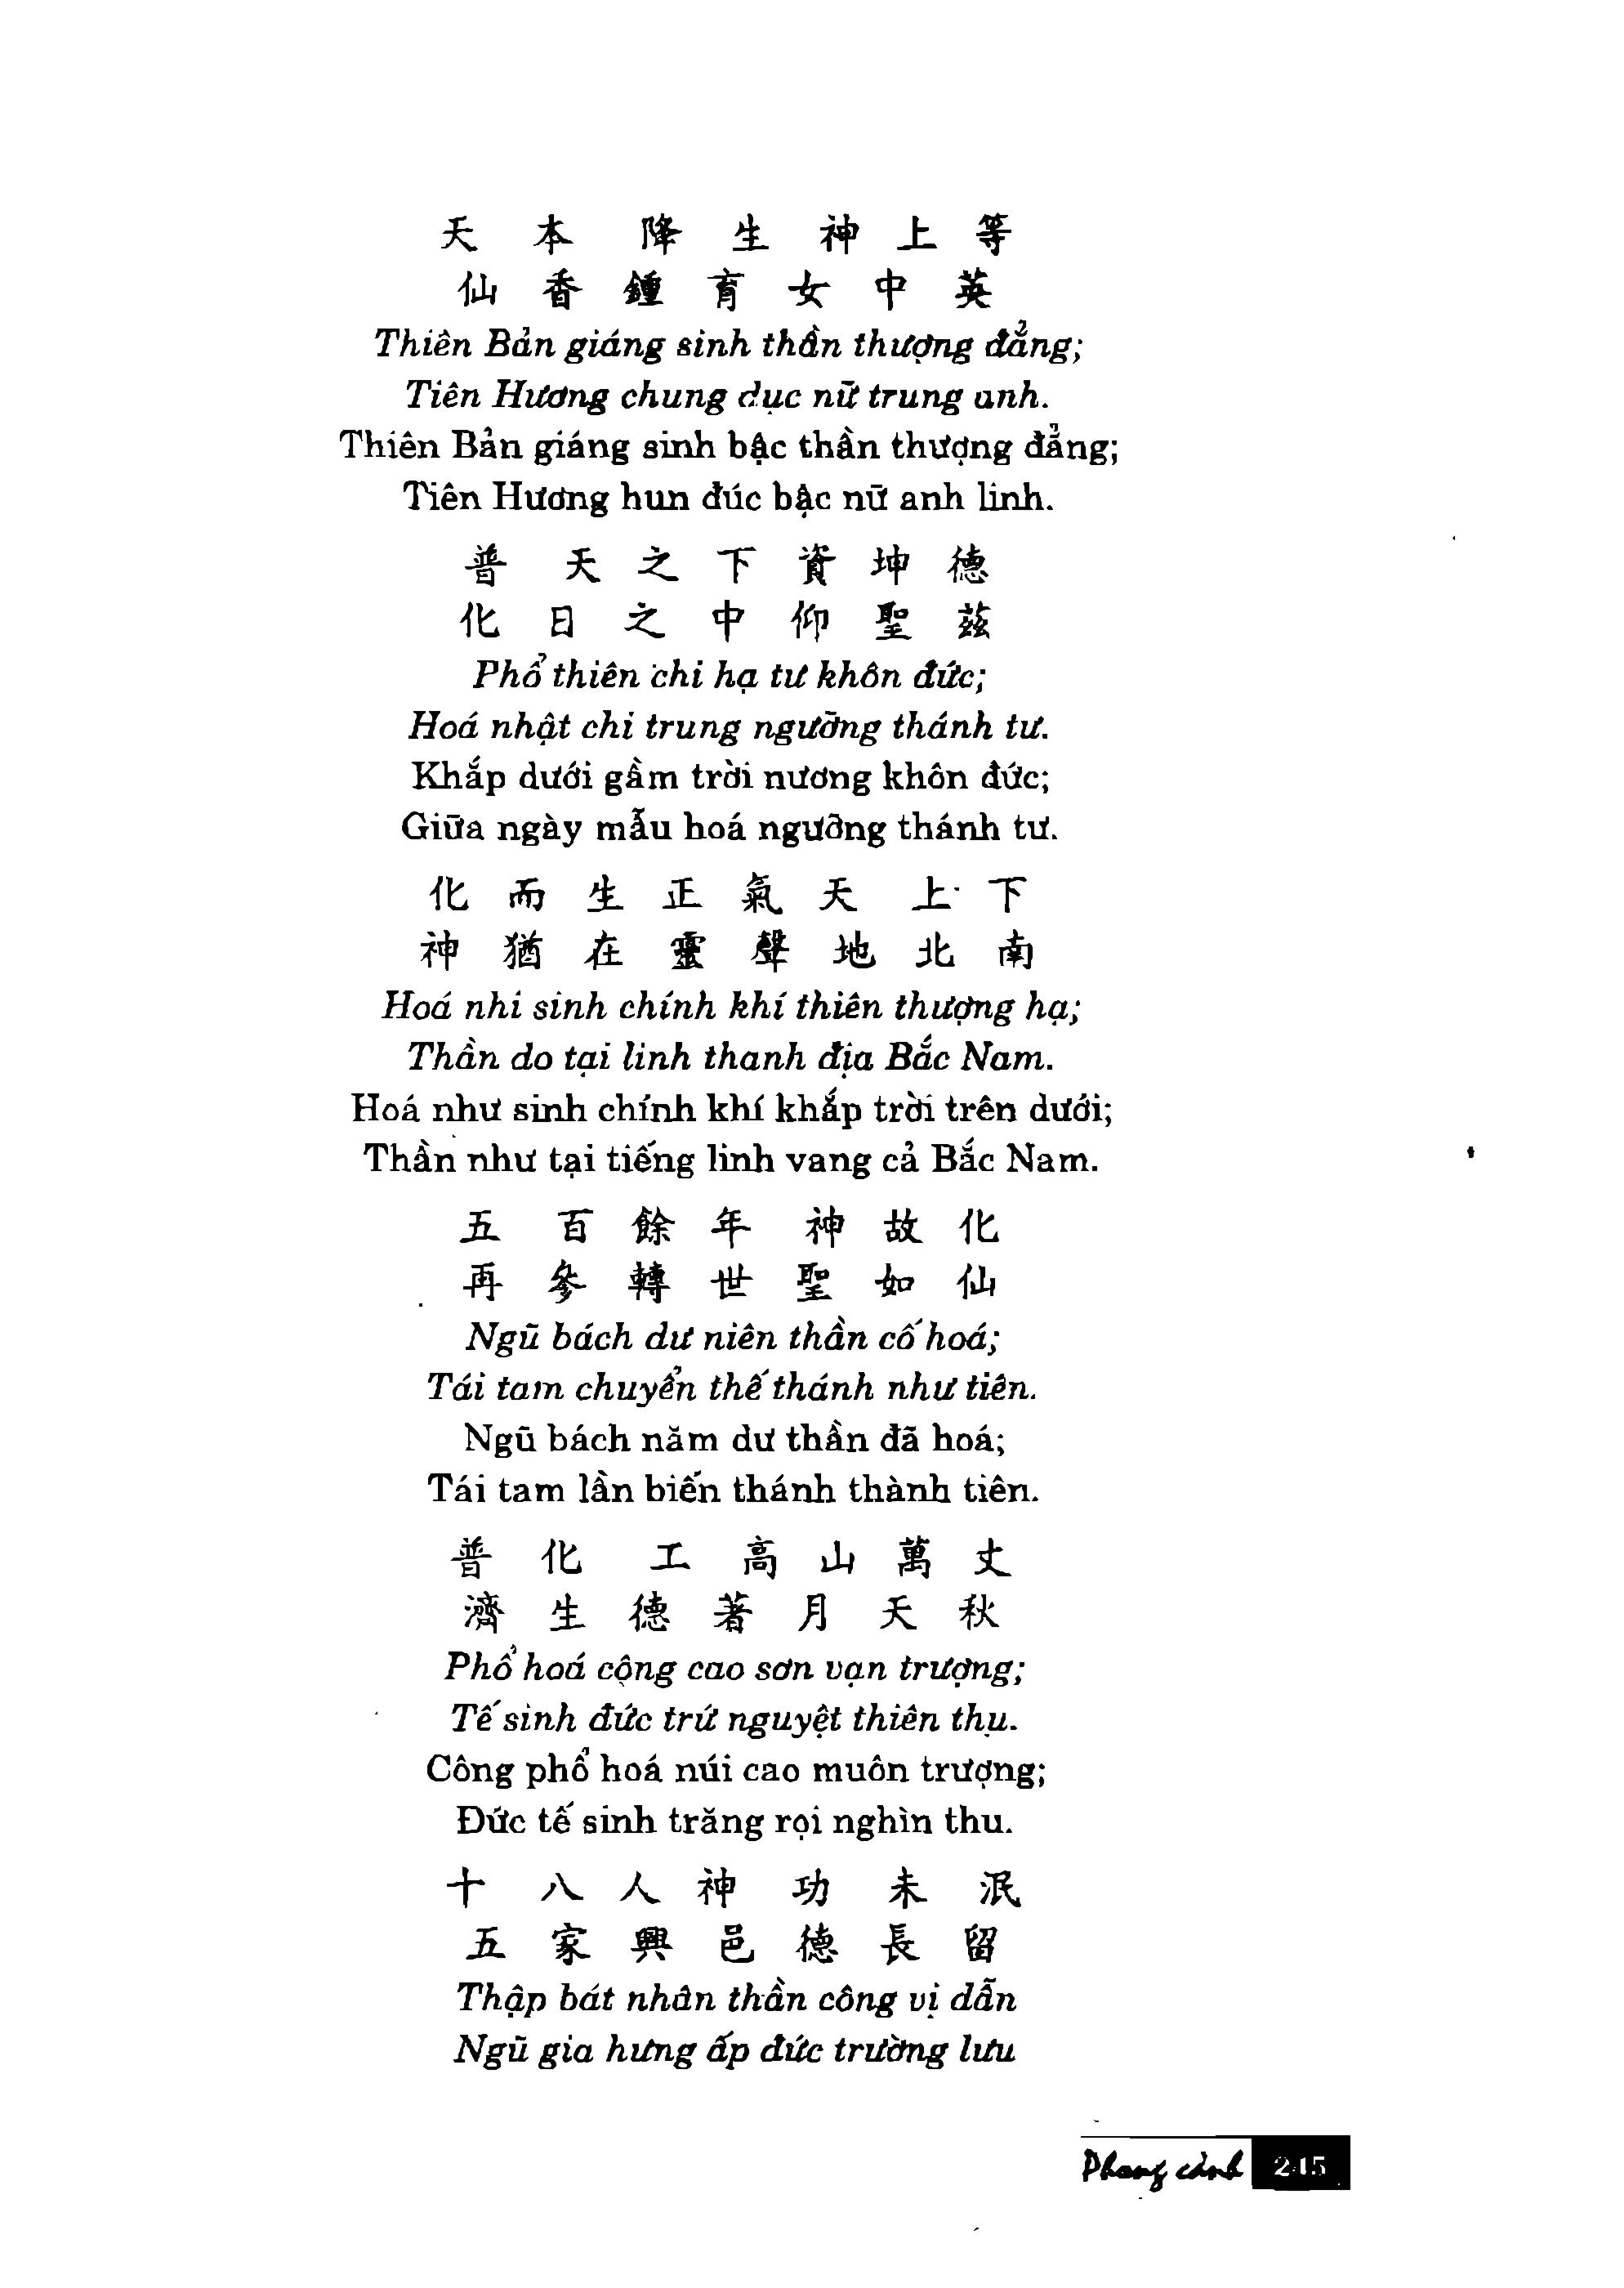 天本降生神上等
仙香鍾育女中英
Thiên Bản giáng sinh thần thượng đẳng;
Tiên Hương chung dục nữ trung anh.
Thiên Bản giáng sinh bậc thần thượng đẳng;
Tiên Hương hun đúc bậc nữ anh linh.
普天之下資坤德
化日之中仰聖兹
Phổ thiên chi hạ tư khôn đức;
Hoá nhật chi trung ngưỡng thánh tư.
Khắp dưới gầm trời nương khôn đức;
Giữa ngày mẫu hoá ngưỡng thánh tư.
化而生正氣天上下
神猶在靈聲地北南
Hoá nhi sinh chính khí thiên thượng hạ;
Thần do tại linh thanh địa Bắc Nam.
Hoá như sinh chính khí khắp trời trên dưới;
Thần như tại tiếng linh vang cả Bắc Nam.
五百餘年神故化
再參轉世聖如仙
Ngũ bách dư niên thần cố hoá;
Tái tam chuyển thế thánh như tiên.
Ngũ bách năm dư thần đã hoá;
Tái tam lần biến thánh thành tiên.
普化工高山萬丈
濟生德著月天秋
Phổ hoá cộng cao sơn vạn trượng;
Tế sinh đức trứ nguyệt thiên thụ.
Công phổ hoá núi cao muôn trượng;
Đức tế sinh trăng rọi nghìn thu.
十八人神功未泯
五家興邑德長留
Thập bát nhân thần công vị dẫn
Ngũ gia hưng ấp đức trường lưu
Phong cảnh 245